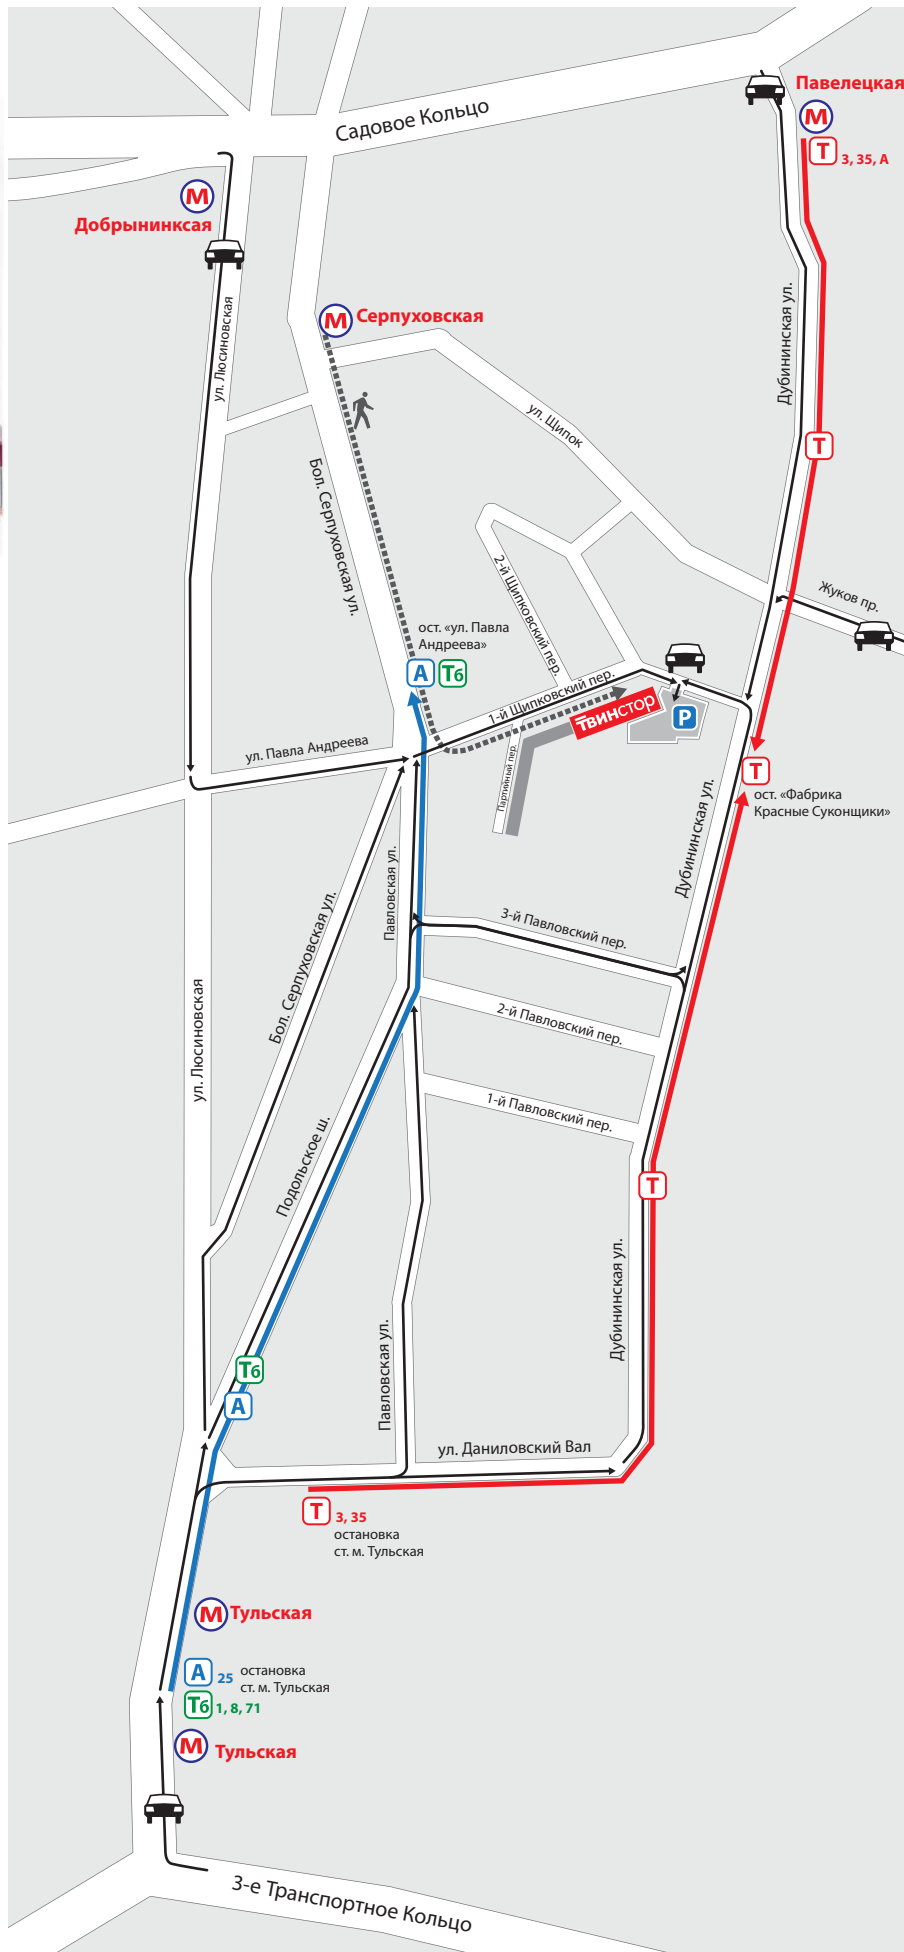 Павелецкая
М
Т 3, 35, А
Садовое Кольцо
М
Добрынинксая
М Серпуховская
ул. Люсиновская
Дубининская ул.
ул. Щипок
Т
Бол. Серпуховская ул.
2-й Щипковский пер.
Жуков пр.
ост. «ул. Павла
Андреева»
А Тб
1-й Щипковский пер.
ТВИНСТОР
Р
ул. Павла Андреева
Партийный пер.
Т
ост. «Фабрика
Красные Суконщики»
Дубининская ул.
Павловская ул.
Бол. Серпуховская ул.
3-й Павловский пер.
ул. Люсиновская
2-й Павловский пер.
1-й Павловский пер.
Подольское ш.
Т
Дубининская ул.
Павловская ул.
Тб
А
ул. Даниловский Вал
Т 3, 35
остановка
ст. м. Тульская
М Тульская
А 25 остановка
ст. м. Тульская
Тб 1, 8, 71
М Тульская
3-е Транспортное Кольцо